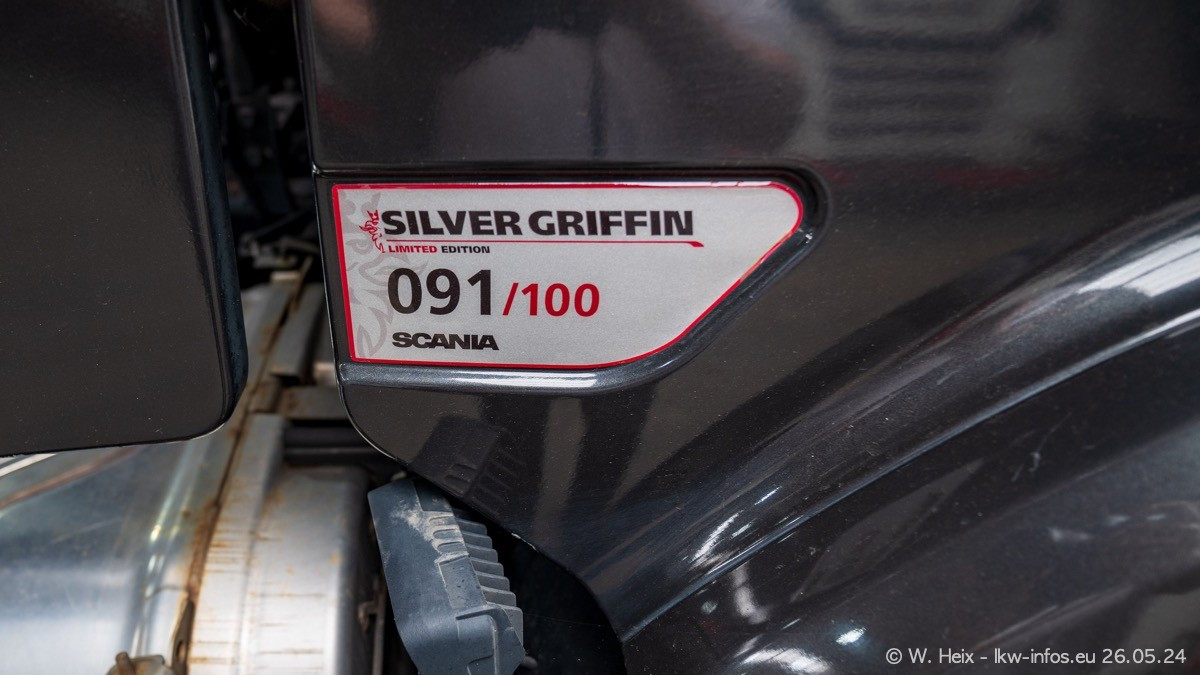 SILVER GRIFFIN
LIMITED EDITION
091/100
SCANIA
© W. Heix - lkw-infos.eu 26.05.24